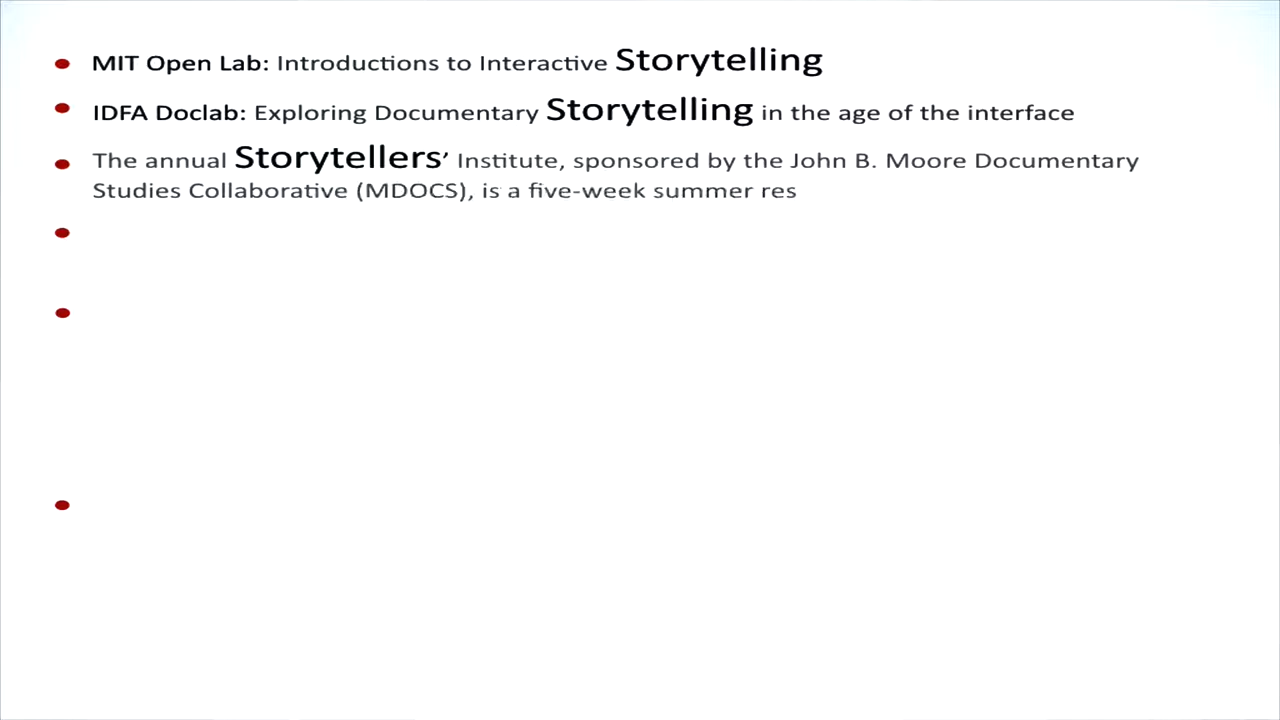 MIT Open Lab: Introductions to Interactive Storytelling
IDFA Doclab: Exploring Documentary Storytelling in the age of the interface
The annual Storytellers’ Institute, sponsored by the John B. Moore Documentary
Studies Collaborative (MDOCS), is a five-week summer res